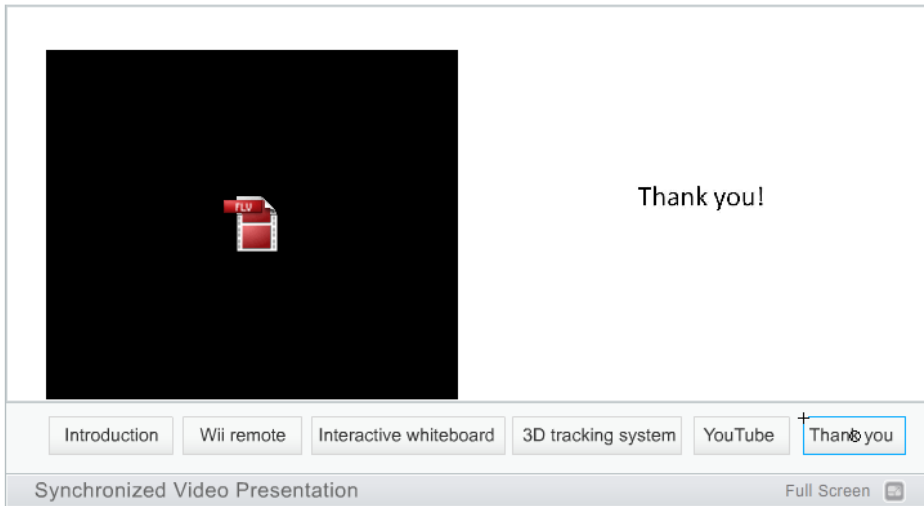 FLV
Thank you!
Introduction
Wii remote
Interactive whiteboard
3D tracking system
YouTube
Thank you
Synchronized Video Presentation
Full Screen